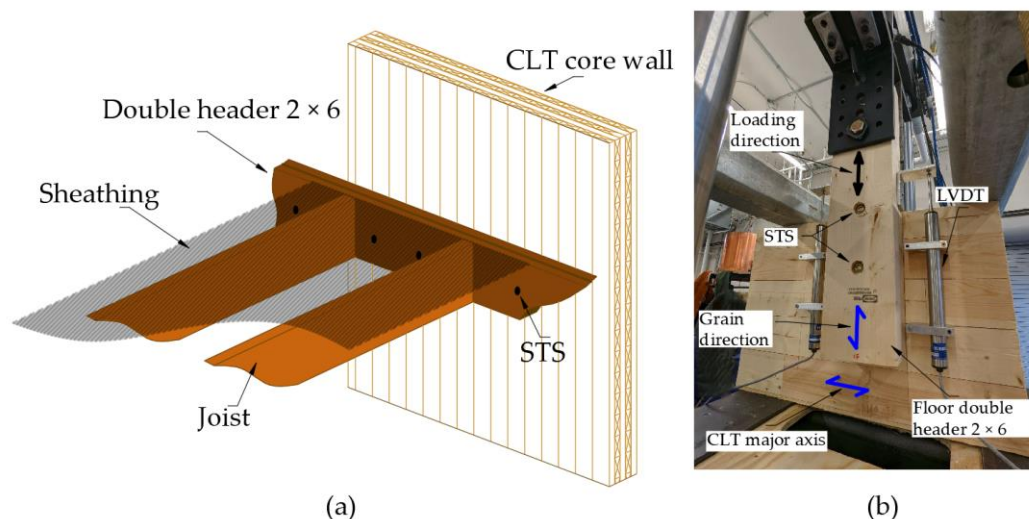 CLT core wall
Double header 2 × 6
Sheathing
STS
Joist
(a)
Loading
direction
LVDT
STS
Grain
direction
Floor double
header 2 × 6
CLT major axis
(b)